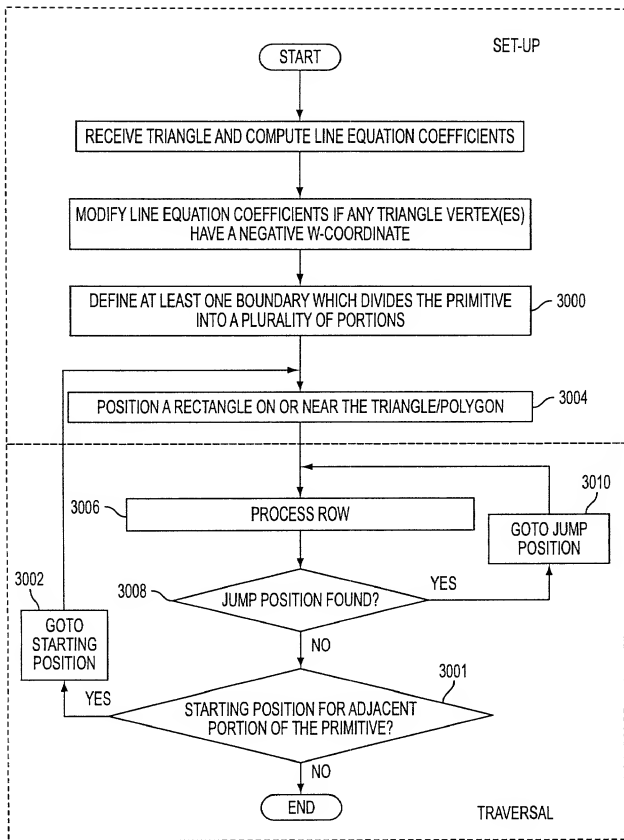 SET-UP
START
RECEIVE TRIANGLE AND COMPUTE LINE EQUATION COEFFICIENTS
MODIFY LINE EQUATION COEFFICIENTS IF ANY TRIANGLE VERTEX(ES)
HAVE A NEGATIVE W-COORDINATE
DEFINE AT LEAST ONE BOUNDARY WHICH DIVIDES THE PRIMITIVE
INTO A PLURALITY OF PORTIONS
3000
POSITION A RECTANGLE ON OR NEAR THE TRIANGLE/POLYGON
3004
3006
PROCESS ROW
3010
GOTO JUMP
POSITION
3008
JUMP POSITION FOUND?
YES
NO
3002
GOTO
STARTING
POSITION
YES
3001
STARTING POSITION FOR ADJACENT
PORTION OF THE PRIMITIVE?
NO
END
TRAVERSAL